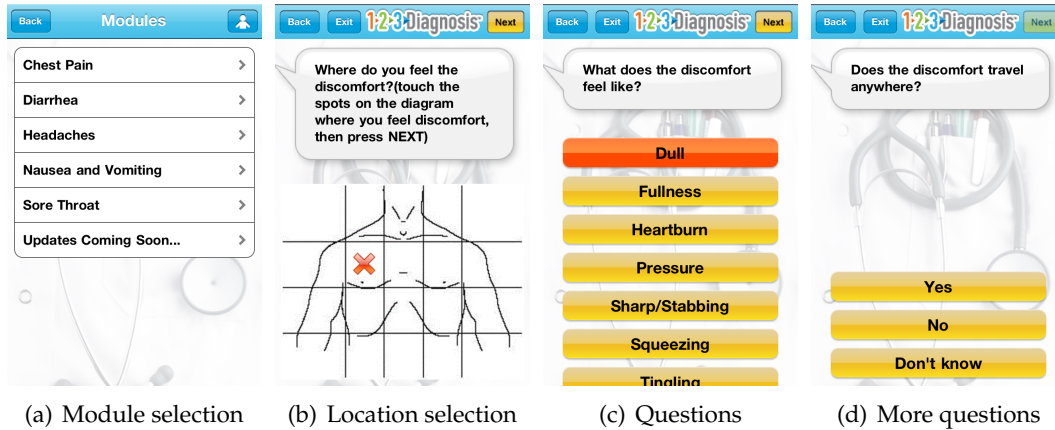 Back
Modules
Chest Pain
Diarrhea
Headaches
Nausea and Vomiting
Sore Throat
Updates Coming Soon...
(a) Module selection
Back
Exit
1·2·3·Diagnosis
Next
Where do you feel the
discomfort?(touch the
spots on the diagram
where you feel discomfort,
then press NEXT)
(b) Location selection
Back
Exit
1·2·3·Diagnosis
Next
What does the discomfort
feel like?
Dull
Fullness
Heartburn
Pressure
Sharp/Stabbing
Squeezing
Tingling
(c) Questions
Back
Exit
1·2·3·Diagnosis
Next
Does the discomfort travel
anywhere?
Yes
No
Don't know
(d) More questions